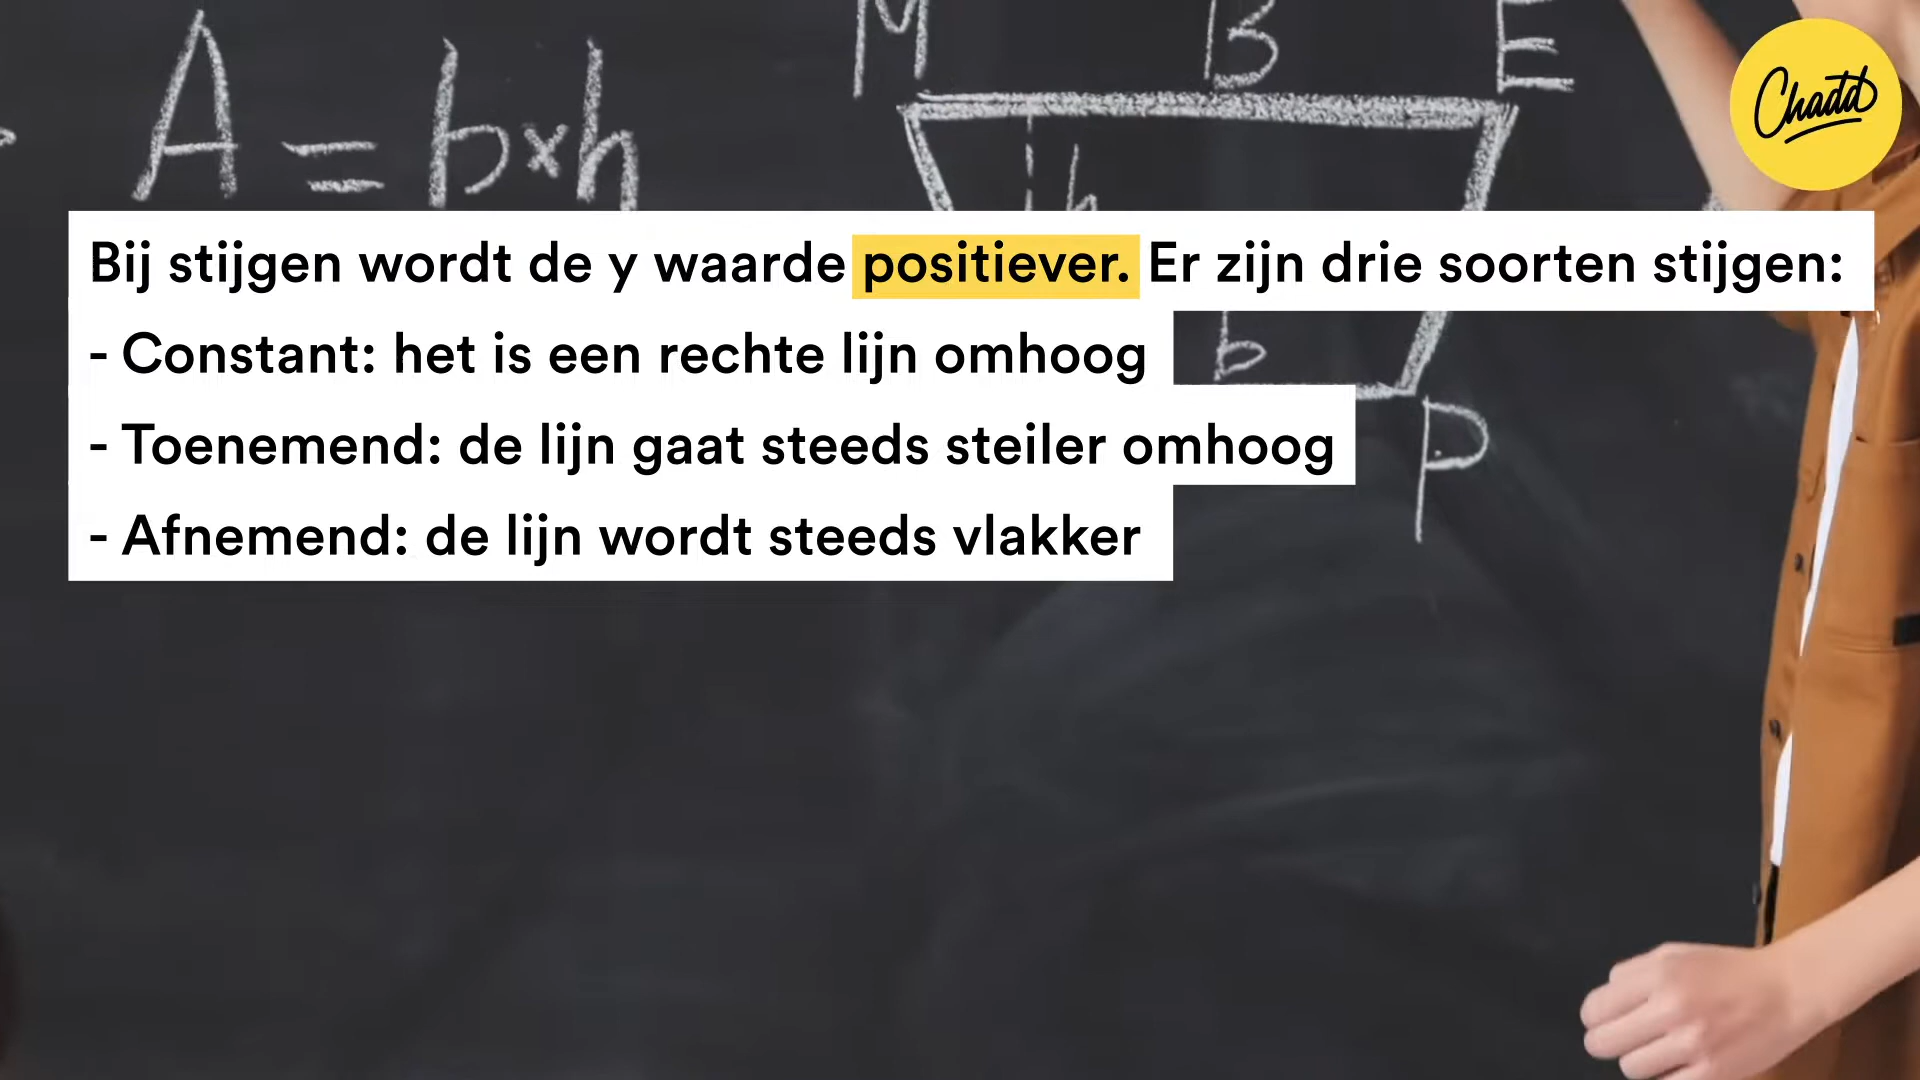 M B E
A = b×h
h
Chadd
Bij stijgen wordt de y waarde positiever. Er zijn drie soorten stijgen:
- Constant: het is een rechte lijn omhoog
b
- Toenemend: de lijn gaat steeds steiler omhoog
P
- Afnemend: de lijn wordt steeds vlakker